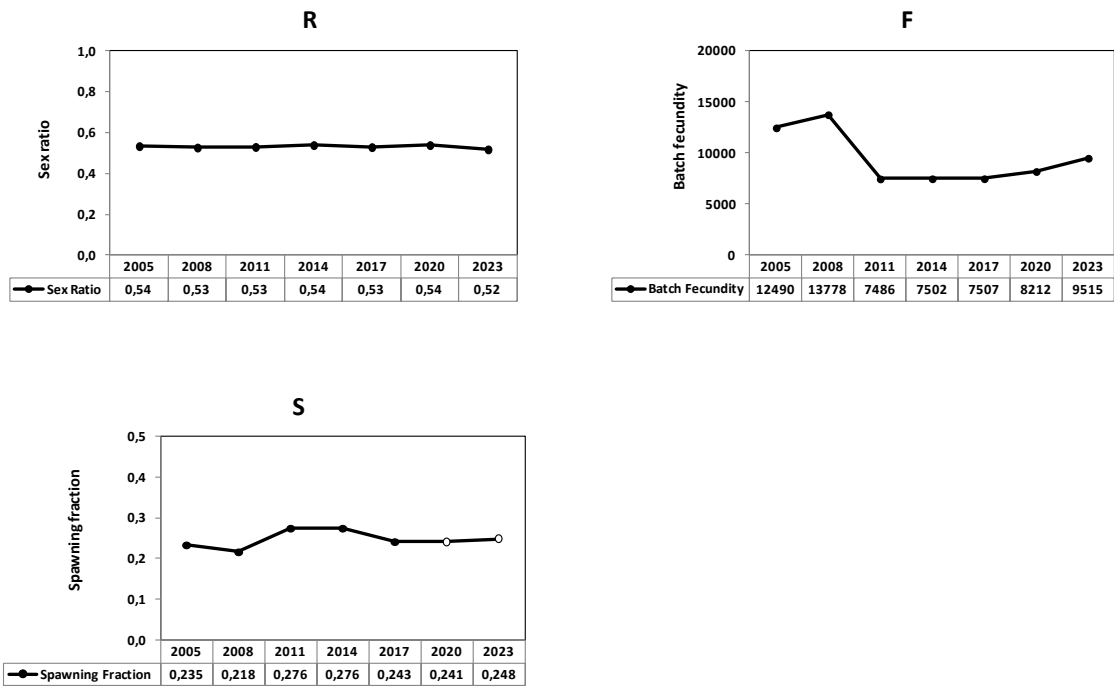 R
Sex ratio
1,0
0,8
0,6
0,4
0,2
0,0
2005 2008 2011 2014 2017 2020 2023
Sex Ratio 0,54 0,53 0,53 0,54 0,53 0,54 0,52
F
Batch fecundity
20000
15000
10000
5000
0
2005 2008 2011 2014 2017 2020 2023
Batch Fecundity 12490 13778 7486 7502 7507 8212 9515
S
Spawning fraction
0,5
0,4
0,3
0,2
0,1
0,0
2005 2008 2011 2014 2017 2020 2023
Spawning Fraction 0,235 0,218 0,276 0,276 0,243 0,241 0,248